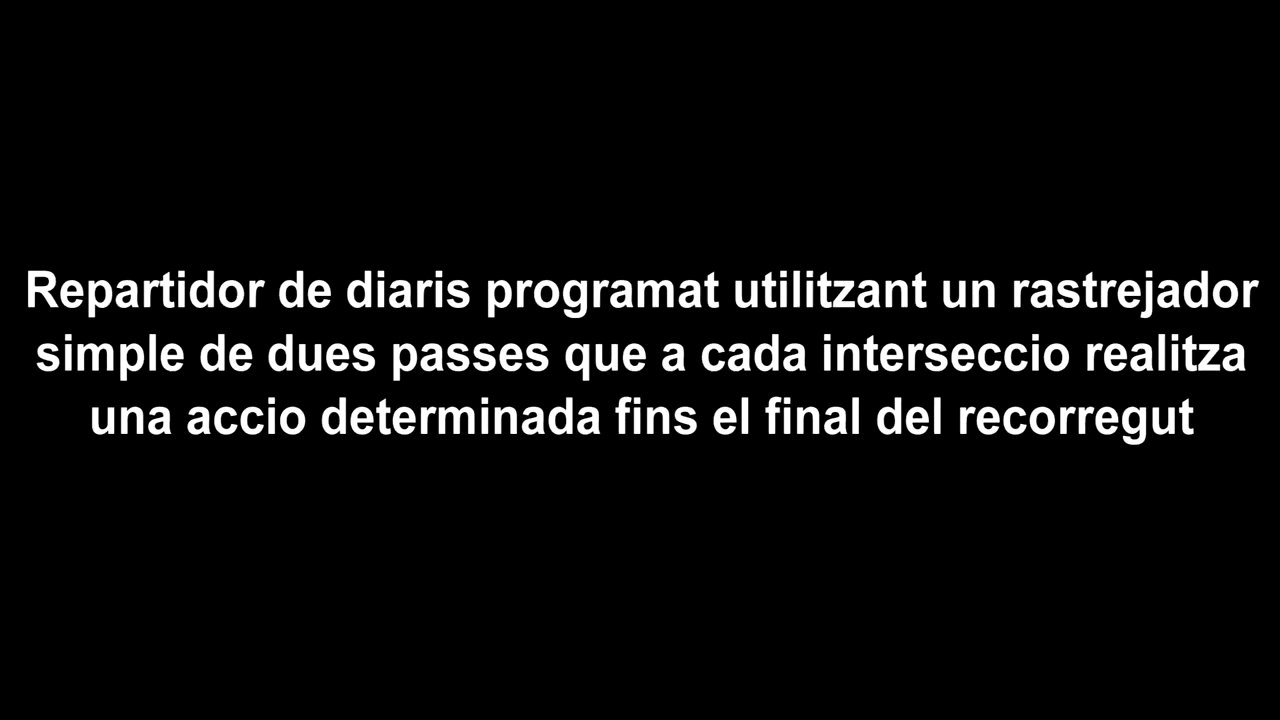 Repartidor de diaris programat utilitzant un rastrejador
simple de dues passes que a cada interseccio realitza
una accio determinada fins el final del recorregut